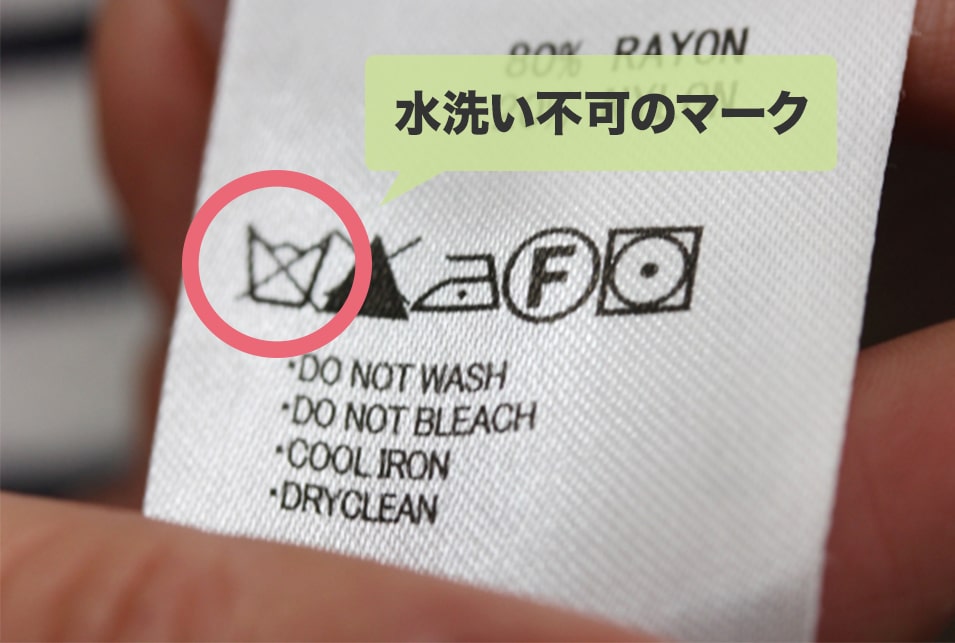 80% RAYON
水洗い不可のマーク
F
・DO NOT WASH
・DO NOT BLEACH
・COOL IRON
・DRYCLEAN